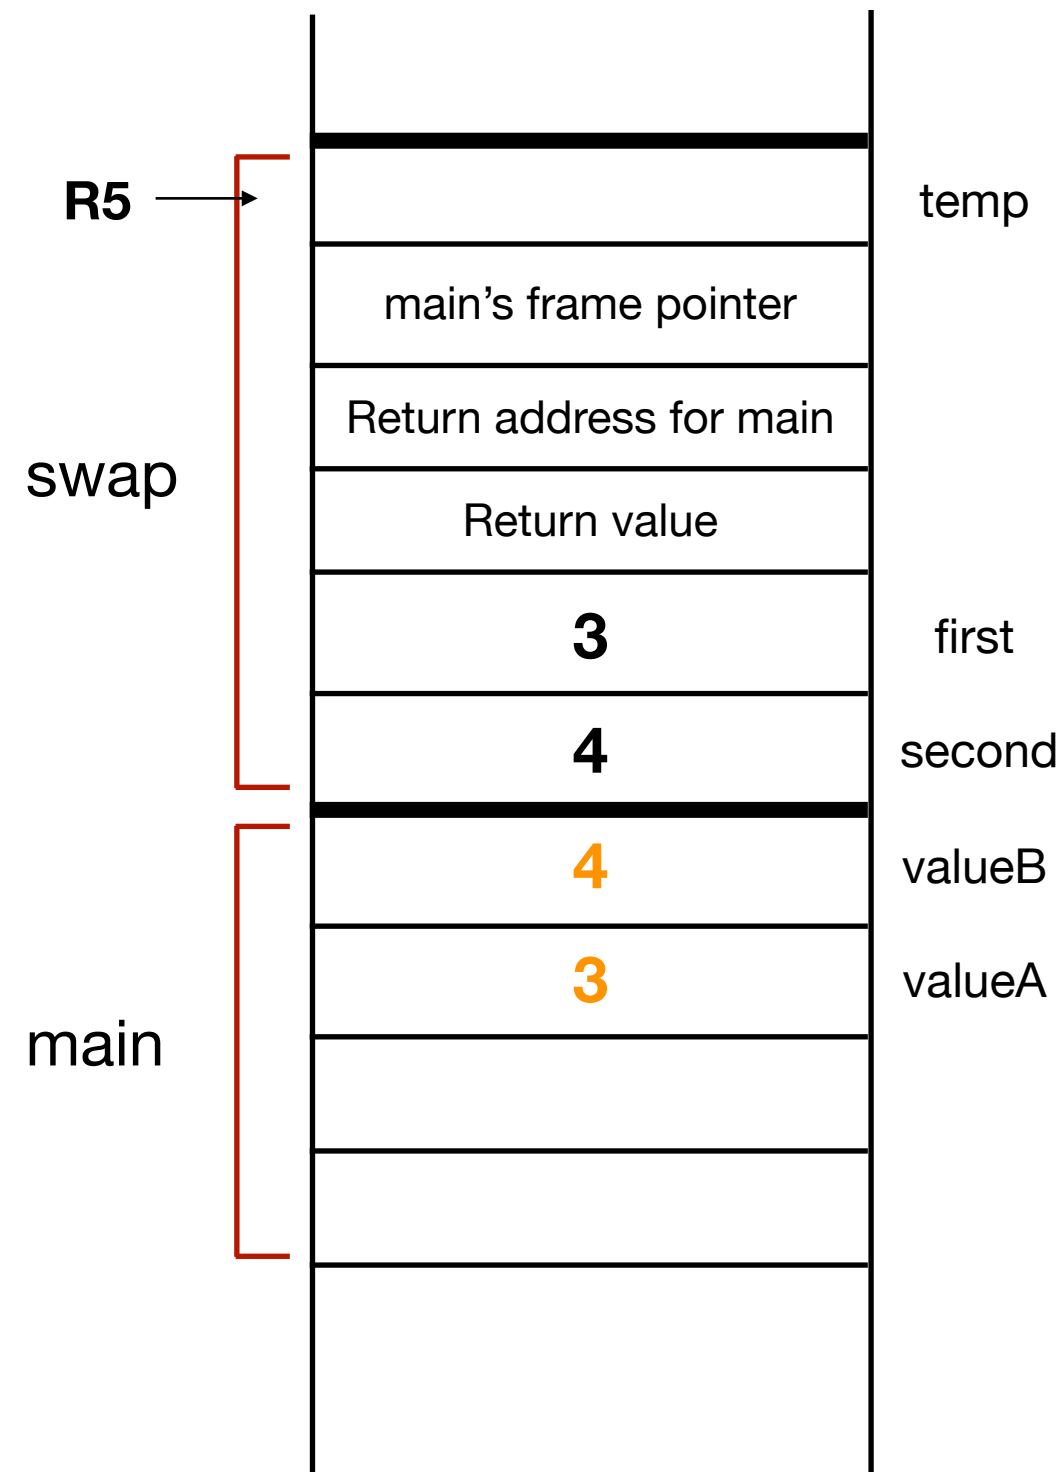 R5
temp
main’s frame pointer
Return address for main
swap
Return value
3
first
4
second
4
valueB
3
valueA
main